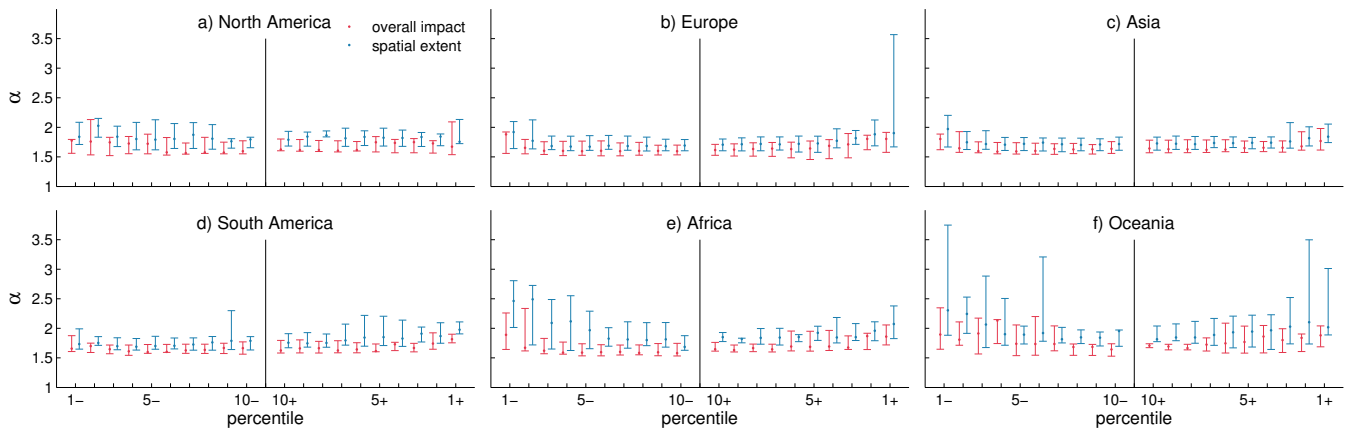 a) North America
overall impact
spatial extent
b) Europe
c) Asia
3.5
3
2.5
2
1.5
1
α
d) South America
e) Africa
f) Oceania
3.5
3
2.5
2
1.5
1
α
1− 5− 10− 10+ 5+ 1+
1− 5− 10− 10+ 5+ 1+
1− 5− 10− 10+ 5+ 1+
percentile percentile percentile